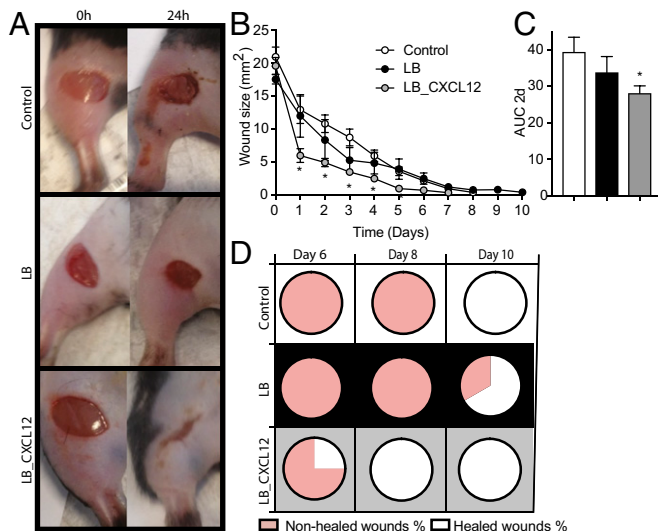 A
0h
24h
Control
LB
LB_CXCL12
B
Wound size (mm²)
25
20
15
10
5
0
Control
LB
LB_CXCL12
*
*
*
*
0 1 2 3 4 5 6 7 8 9 10
Time (Days)
C
AUC 2d
40
30
20
10
0
*
D
Day 6
Day 8
Day 10
Control
LB
LB_CXCL12
Non-healed wounds %
Healed wounds %